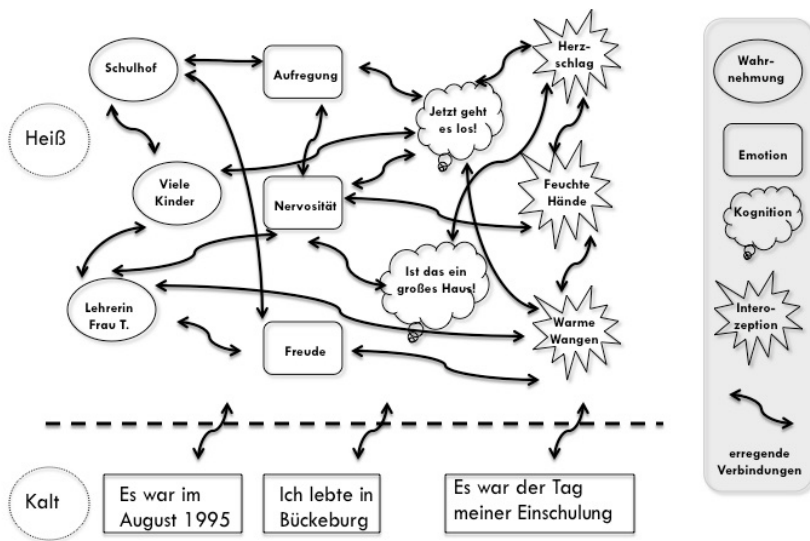 Schulhof
Aufregung
Herz-
schlag
Jetzt geht
es los!
Heiß
Viele
Kinder
Nervosität
Feuchte
Hände
Ist das ein
großes Haus!
Lehrerin
Frau T.
Freude
Warme
Wangen
Kalt
Es war im
August 1995
Ich lebte in
Bückeburg
Es war der Tag
meiner Einschulung
Wahr-
nehmung
Emotion
Kognition
Intero-
zeption
erregende
Verbindungen